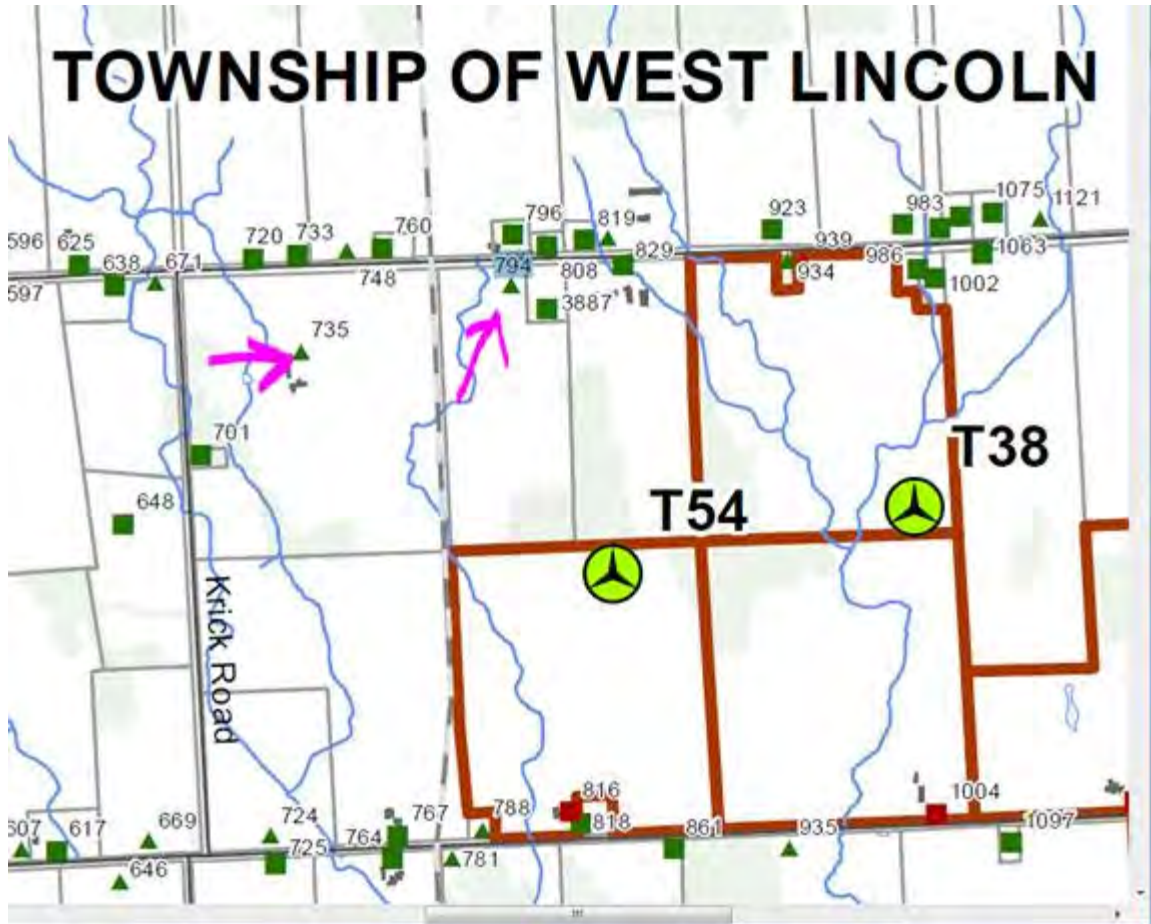 TOWNSHIP OF WEST LINCOLN
596 625 638 671 720 733 748 760 796 819 923 983 1075 1121
597 794 808 829 939 934 986 1063
3887 1002
735
701
T38
648 T54
Krick Road
816 1004
607 617 669 724 725 764 767 788 818 861 935 1097
646 781